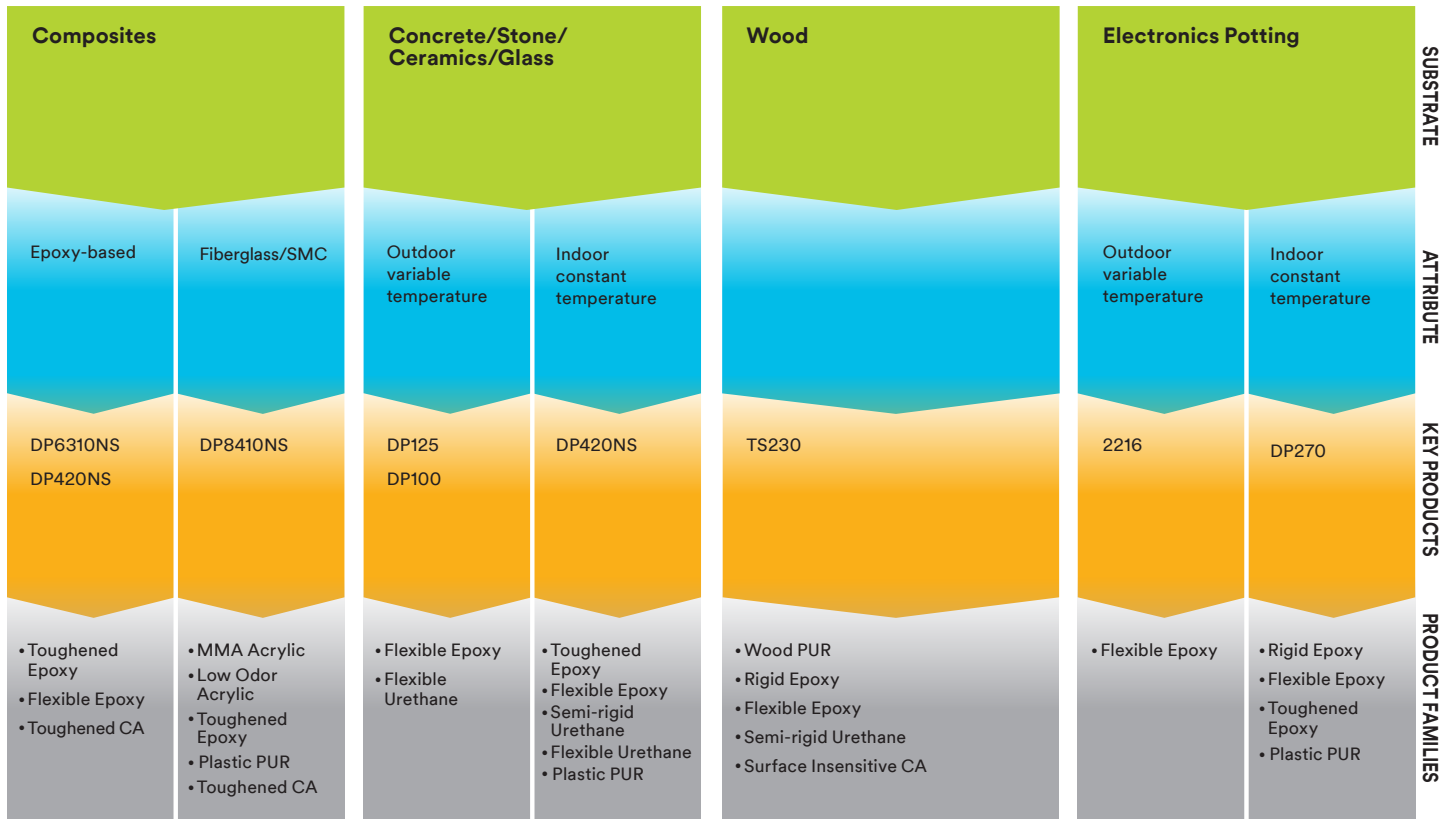 Composites
Epoxy-based
Fiberglass/SMC
DP6310NS
DP420NS
DP8410NS
• Toughened
Epoxy
• Flexible Epoxy
• Toughened CA
• MMA Acrylic
• Low Odor
Acrylic
• Toughened
Epoxy
• Plastic PUR
• Toughened CA
Concrete/Stone/
Ceramics/Glass
Outdoor
variable
temperature
Indoor
constant
temperature
DP125
DP100
DP420NS
• Flexible Epoxy
• Flexible
Urethane
• Toughened
Epoxy
• Flexible Epoxy
• Semi-rigid
Urethane
• Flexible Urethane
• Plastic PUR
Wood
TS230
• Wood PUR
• Rigid Epoxy
• Flexible Epoxy
• Semi-rigid Urethane
• Surface Insensitive CA
Electronics Potting
Outdoor
variable
temperature
Indoor
constant
temperature
2216
DP270
• Flexible Epoxy
• Rigid Epoxy
• Flexible Epoxy
• Toughened
Epoxy
• Plastic PUR
SUBSTRATE
ATTRIBUTE
KEY PRODUCTS
PRODUCT FAMILIES